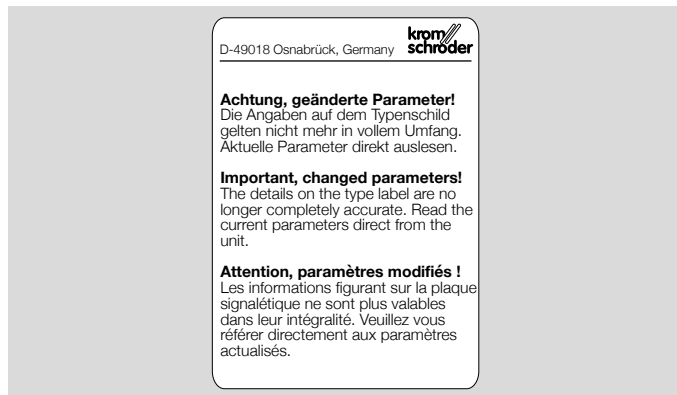 D-49018 Osnabrück, Germany
krom
schröder
Achtung, geänderte Parameter!
Die Angaben auf dem Typenschild
gelten nicht mehr in vollem Umfang.
Aktuelle Parameter direkt auslesen.
Important, changed parameters!
The details on the type label are no
longer completely accurate. Read the
current parameters direct from the
unit.
Attention, paramètres modifiés !
Les informations figurant sur la plaque
signalétique ne sont plus valables
dans leur intégralité. Veuillez vous
référer directement aux paramètres
actualisés.